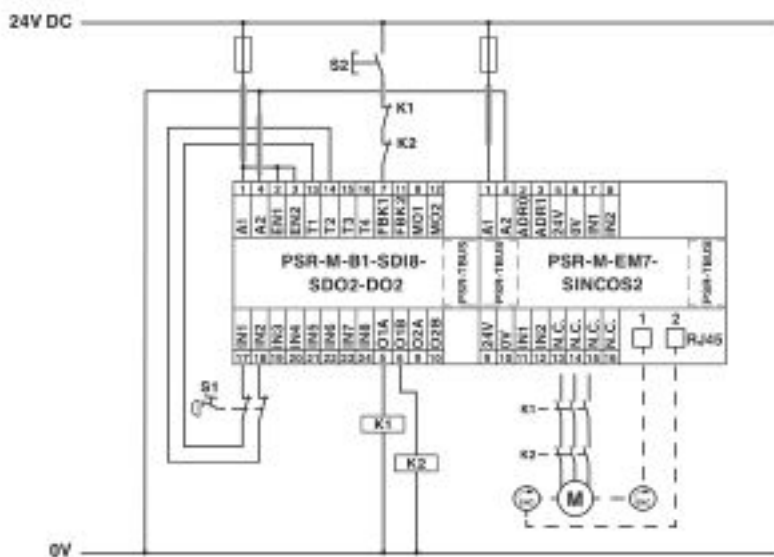 24V DC
S2
K1
K2
1 4 2 3 13 14 15 16 7 11 8 12
A1 A2 EN1 EN2 T1 T2 T3 T4 FBK1 FBK2 MO1 MO2
1 4 2 3 5 6 7 8
A1 A2 ADR0 ADR1 24V 0V IN1 IN2
PSR-M-B1-SDI8-
SDO2-DO2
PSR-TBUS
PSR-TBUS
PSR-M-EM7-
SINCOS2
PSR-TBUS
IN1 IN2 IN3 IN4 IN5 IN6 IN7 IN8 O1A O1B O2A O2B
17 18 19 20 21 22 23 24 5 6 9 10
24V 0V IN1 IN2 N.C. N.C. N.C. N.C.
9 10 11 12 13 14 15 16
1 2
RJ45
S1
K1
K2
K1
K2
M
0V